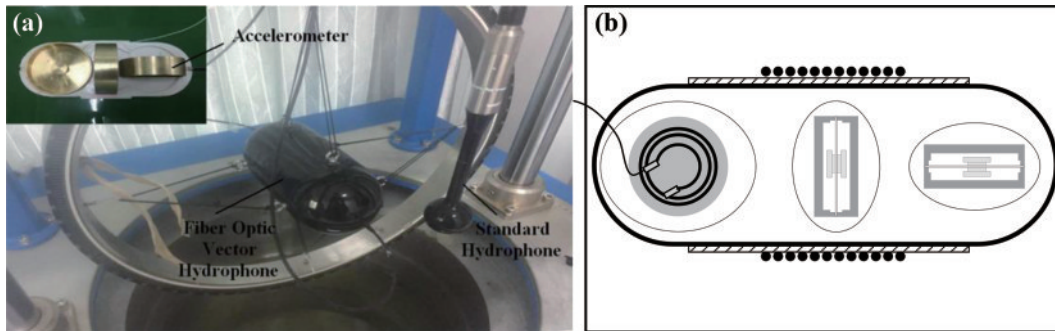 (a)
Accelerometer
Fiber Optic
Vector
Hydrophone
Standard
Hydrophone
(b)